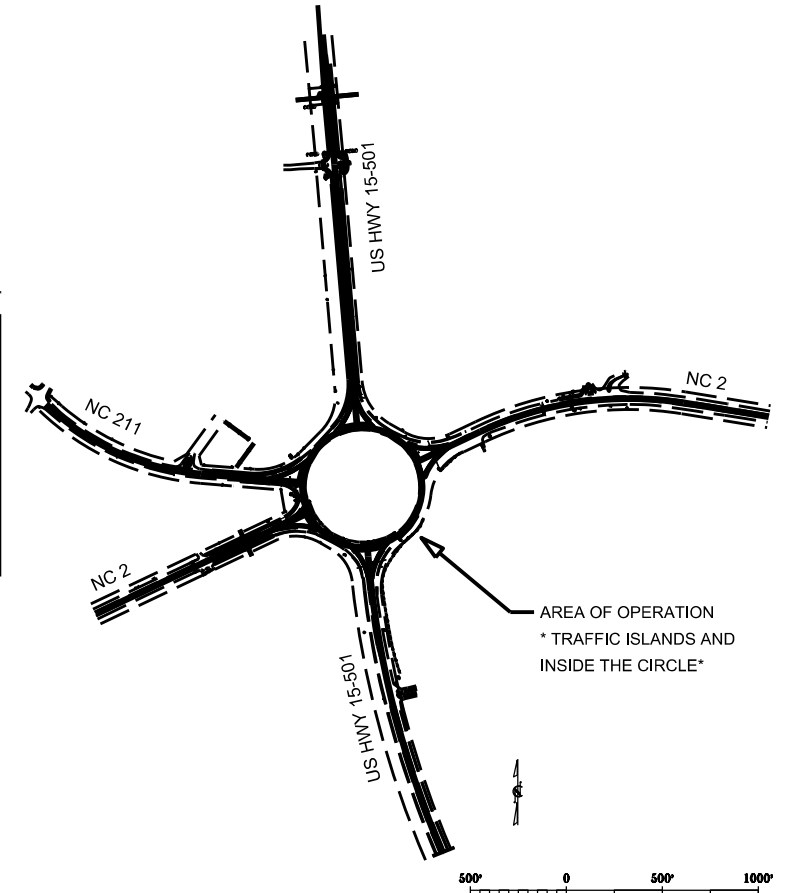 US HWY 15-501
NC 2
NC 211
NC 2
AREA OF OPERATION
* TRAFFIC ISLANDS AND
INSIDE THE CIRCLE*
US HWY 15-501
500' 0 500' 1000'